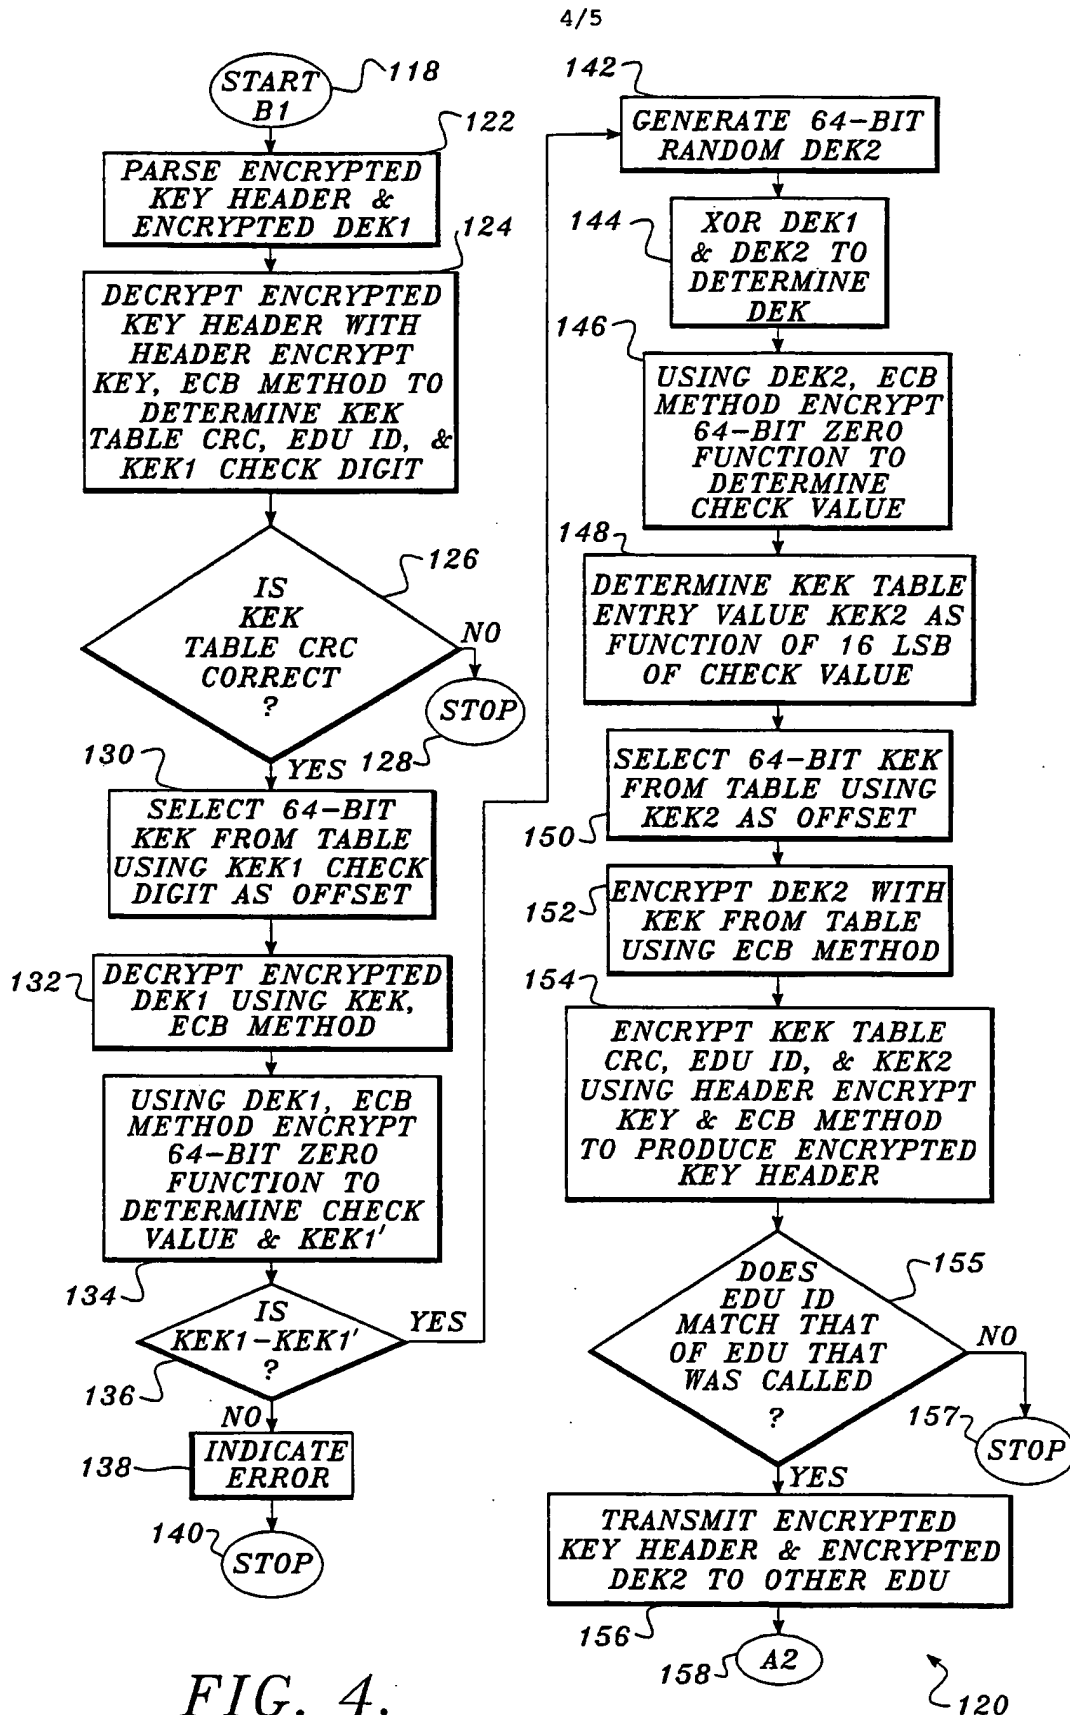 4/5
START
B1
118
122
PARSE ENCRYPTED
KEY HEADER &
ENCRYPTED DEK1
124
DECRYPT ENCRYPTED
KEY HEADER WITH
HEADER ENCRYPT
KEY, ECB METHOD TO
DETERMINE KEK
TABLE CRC, EDU ID, &
KEK1 CHECK DIGIT
126
IS
KEK
TABLE CRC
CORRECT
?
NO
STOP
128
YES
130
SELECT 64-BIT
KEK FROM TABLE
USING KEK1 CHECK
DIGIT AS OFFSET
132
DECRYPT ENCRYPTED
DEK1 USING KEK,
ECB METHOD
USING DEK1, ECB
METHOD ENCRYPT
64-BIT ZERO
FUNCTION TO
DETERMINE CHECK
VALUE & KEK1'
134
IS
KEK1-KEK1'
?
YES
136
NO
138
INDICATE
ERROR
140
STOP
142
GENERATE 64-BIT
RANDOM DEK2
144
XOR DEK1
& DEK2 TO
DETERMINE
DEK
146
USING DEK2, ECB
METHOD ENCRYPT
64-BIT ZERO
FUNCTION TO
DETERMINE
CHECK VALUE
148
DETERMINE KEK TABLE
ENTRY VALUE KEK2 AS
FUNCTION OF 16 LSB
OF CHECK VALUE
SELECT 64-BIT KEK
FROM TABLE USING
KEK2 AS OFFSET
150
152
ENCRYPT DEK2 WITH
KEK FROM TABLE
USING ECB METHOD
154
ENCRYPT KEK TABLE
CRC, EDU ID, & KEK2
USING HEADER ENCRYPT
KEY & ECB METHOD
TO PRODUCE ENCRYPTED
KEY HEADER
155
DOES
EDU ID
MATCH THAT
OF EDU THAT
WAS CALLED
?
NO
157
STOP
YES
TRANSMIT ENCRYPTED
KEY HEADER & ENCRYPTED
DEK2 TO OTHER EDU
156
158
A2
120
FIG. 4.